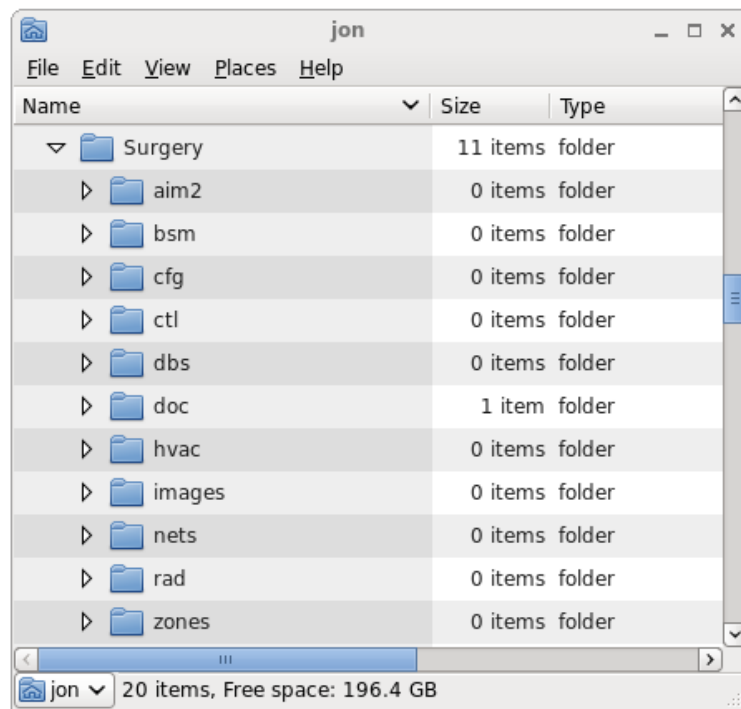 jon
File Edit View Places Help
Name Size Type
Surgery 11 items folder
aim2 0 items folder
bsm 0 items folder
cfg 0 items folder
ctl 0 items folder
dbs 0 items folder
doc 1 item folder
hvac 0 items folder
images 0 items folder
nets 0 items folder
rad 0 items folder
zones 0 items folder
jon 20 items, Free space: 196.4 GB